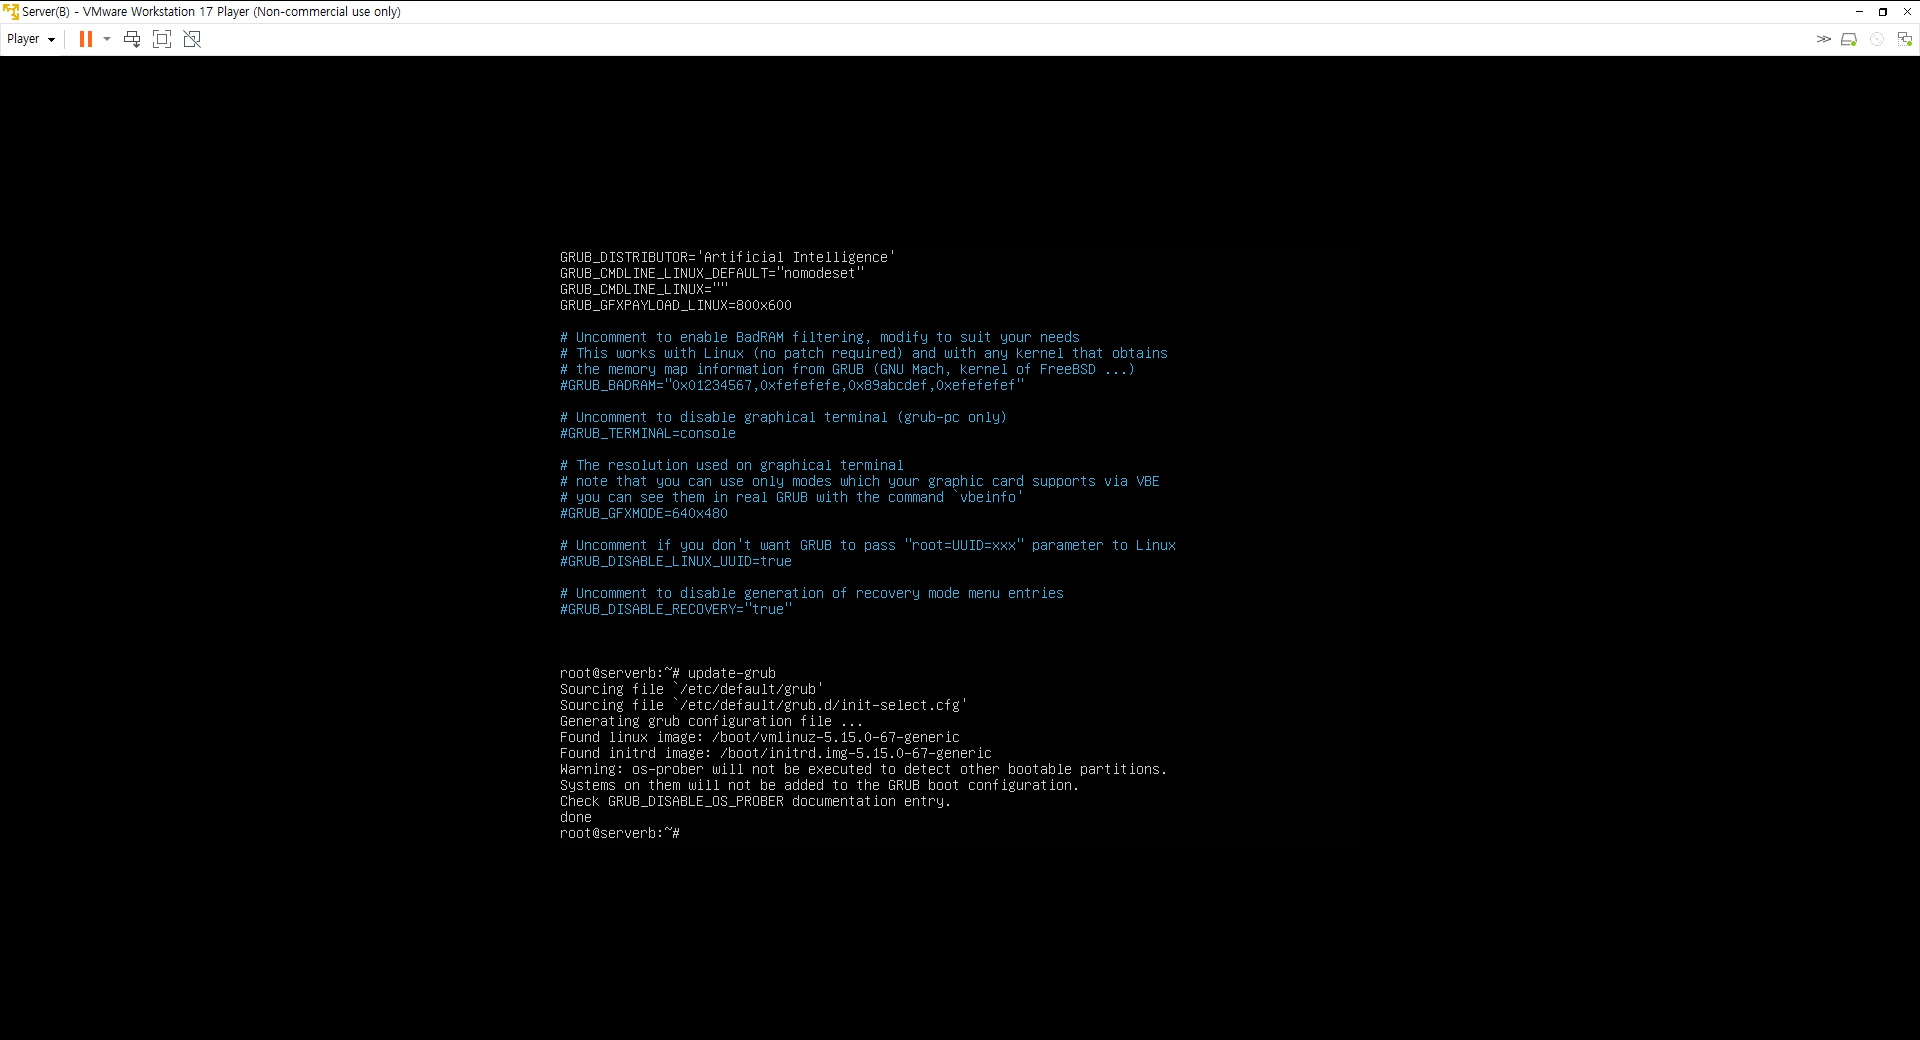 Server(B) - VMware Workstation 17 Player (Non-commercial use only)
Player
GRUB_DISTRIBUTOR='Artificial Intelligence'
GRUB_CMDLINE_LINUX_DEFAULT="nomodeset"
GRUB_CMDLINE_LINUX=""
GRUB_GFXPAYLOAD_LINUX=800x600
# Uncomment to enable BadRAM filtering, modify to suit your needs
# This works with Linux (no patch required) and with any kernel that obtains
# the memory map information from GRUB (GNU Mach, kernel of FreeBSD ...)
#GRUB_BADRAM="0x01234567,0xfefefefe,0x89abcdef,0xefefefef"
# Uncomment to disable graphical terminal (grub-pc only)
#GRUB_TERMINAL=console
# The resolution used on graphical terminal
# note that you can use only modes which your graphic card supports via VBE
# you can see them in real GRUB with the command `vbeinfo'
#GRUB_GFXMODE=640x480
# Uncomment if you don't want GRUB to pass "root=UUID=xxx" parameter to Linux
#GRUB_DISABLE_LINUX_UUID=true
# Uncomment to disable generation of recovery mode menu entries
#GRUB_DISABLE_RECOVERY="true"
root@serverb:~# update-grub
Sourcing file `/etc/default/grub'
Sourcing file `/etc/default/grub.d/init-select.cfg'
Generating grub configuration file ...
Found linux image: /boot/vmlinuz-5.15.0-67-generic
Found initrd image: /boot/initrd.img-5.15.0-67-generic
Warning: os-prober will not be executed to detect other bootable partitions.
Systems on them will not be added to the GRUB boot configuration.
Check GRUB_DISABLE_OS_PROBER documentation entry.
done
root@serverb:~#